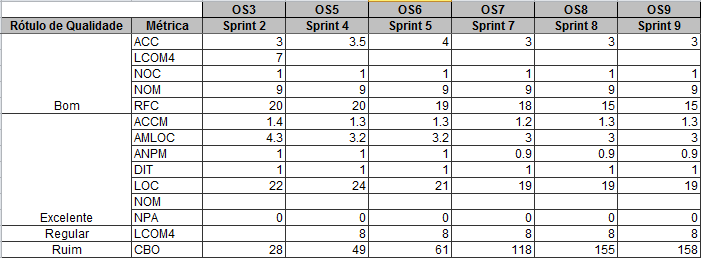 OS3 OS5 OS6 OS7 OS8 OS9
Rótulo de Qualidade Métrica Sprint 2 Sprint 4 Sprint 5 Sprint 7 Sprint 8 Sprint 9
ACC 3 3.5 4 3 3 3
LCOM4 7
NOC 1 1 1 1 1 1
NOM 9 9 9 9 9 9
Bom RFC 20 20 19 18 15 15
ACCM 1.4 1.3 1.3 1.2 1.3 1.3
AMLOC 4.3 3.2 3.2 3 3 3
ANPM 1 1 1 0.9 0.9 0.9
DIT 1 1 1 1 1 1
LOC 22 24 21 19 19 19
NOM
Excelente NPA 0 0 0 0 0 0
Regular LCOM4 8 8 8 8 8
Ruim CBO 28 49 61 118 155 158